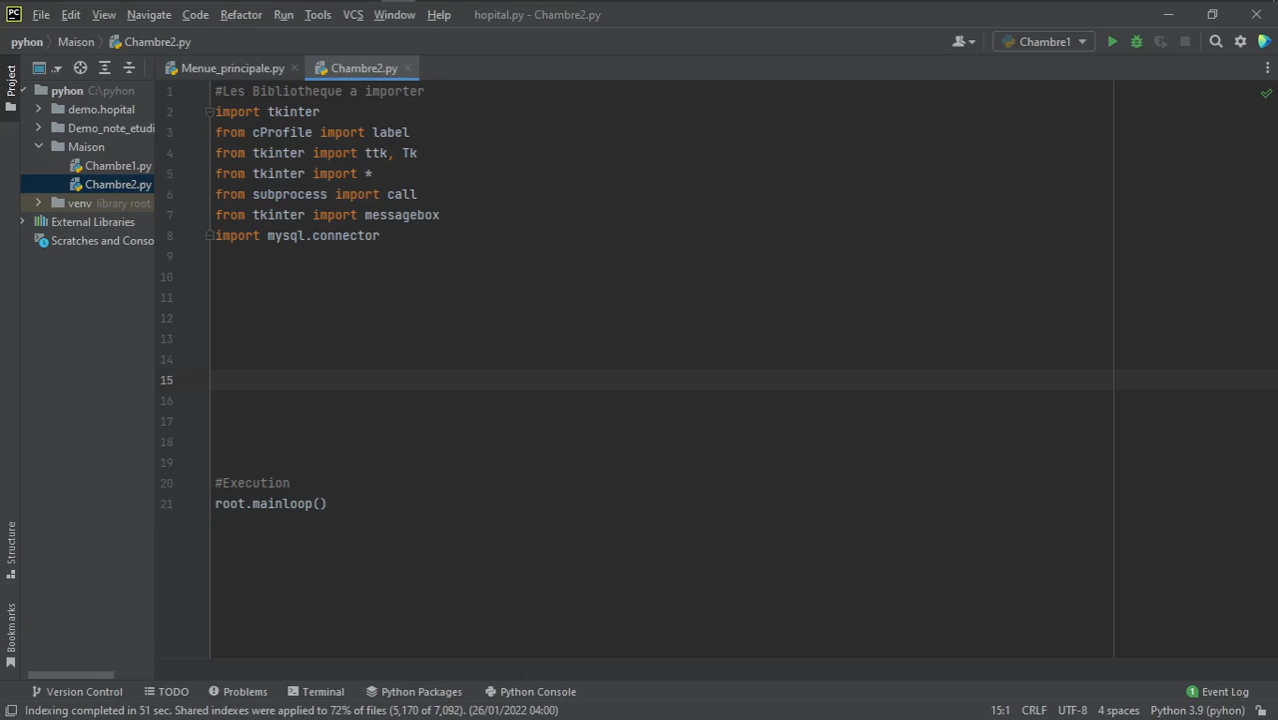 PC File Edit View Navigate Code Refactor Run Tools VCS Window Help hopital.py - Chambre2.py
pyhon Maison Chambre2.py Chambre1
Project .. Menue_principale.py Chambre2.py
pyhon C:\pyhon
demo.hopital
Demo_note_etudi
Maison
Chambre1.py
Chambre2.py
venv library root
External Libraries
Scratches and Conso
1 #Les Bibliotheque a importer
2 import tkinter
3 from cProfile import label
4 from tkinter import ttk, Tk
5 from tkinter import *
6 from subprocess import call
7 from tkinter import messagebox
8 import mysql.connector
9
10
11
12
13
14
15
16
17
18
19
20 #Execution
21 root.mainloop()
Structure
Bookmarks
Version Control TODO Problems Terminal Python Packages Python Console 1 Event Log
Indexing completed in 51 sec. Shared indexes were applied to 72% of files (5,170 of 7,092). (26/01/2022 04:00) 15:1 CRLF UTF-8 4 spaces Python 3.9 (pyhon)